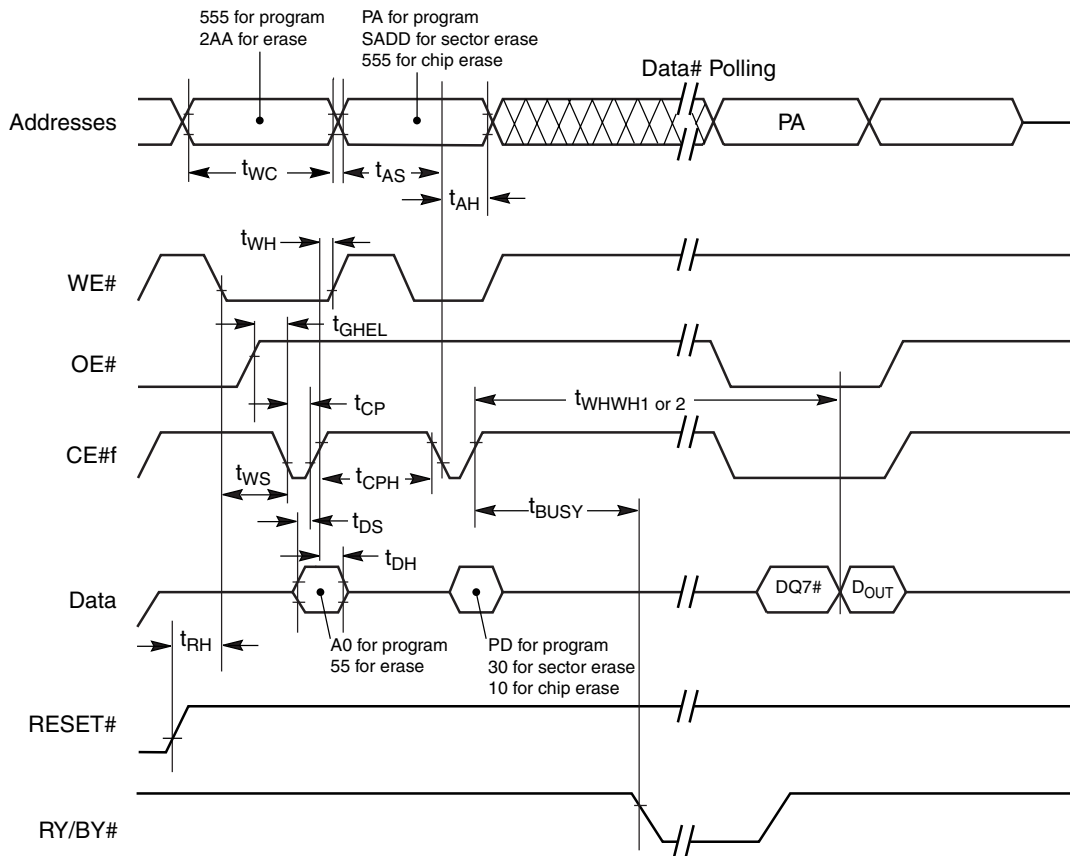 555 for program
2AA for erase
PA for program
SADD for sector erase
555 for chip erase
Data# Polling
Addresses
PA
tWC
tAS
tAH
tWH
WE#
tGHEL
OE#
tCP
tWHWH1 or 2
CE#f
tWS
tCPH
tBUSY
tDS
tDH
Data
DQ7#
DOUT
tRH
A0 for program
55 for erase
PD for program
30 for sector erase
10 for chip erase
RESET#
RY/BY#